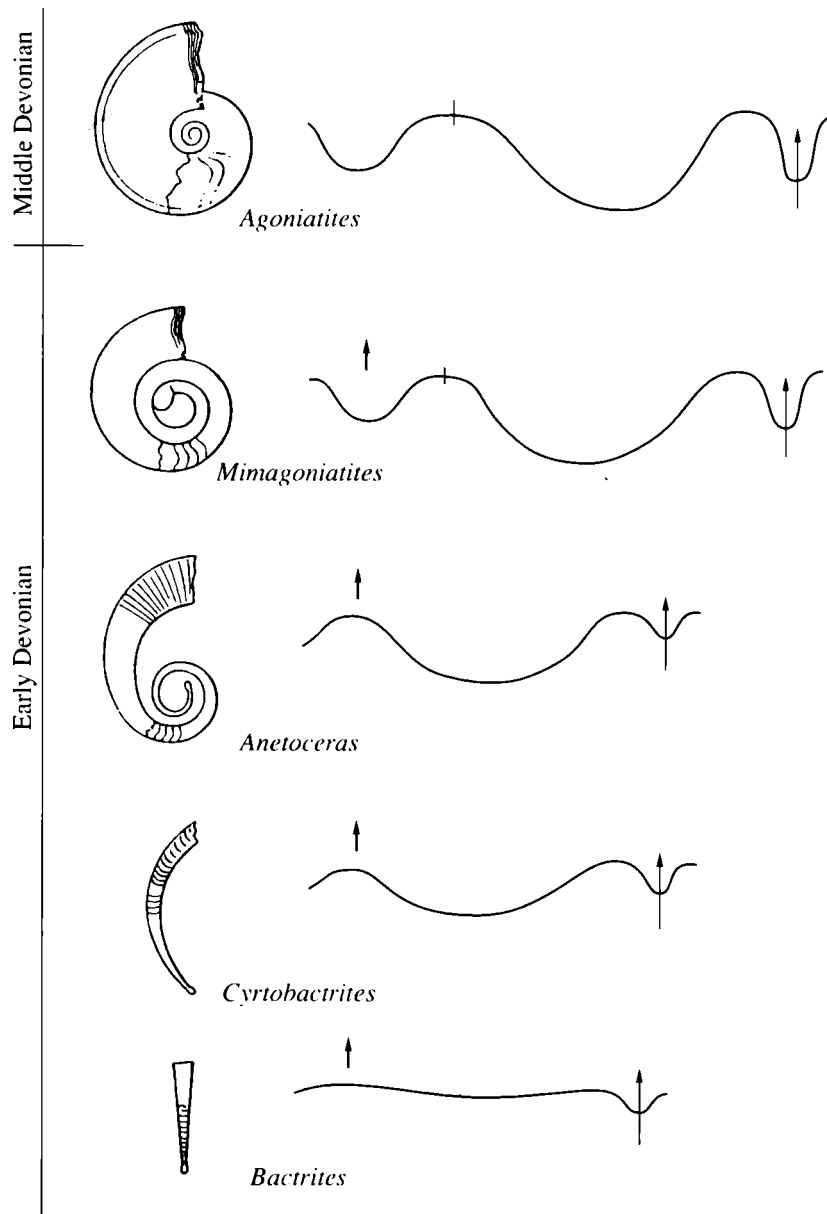 Middle Devonian
Agoniatites
Mimagoniatites
Early Devonian
Anetoceras
Cyrtobactrites
Bactrites